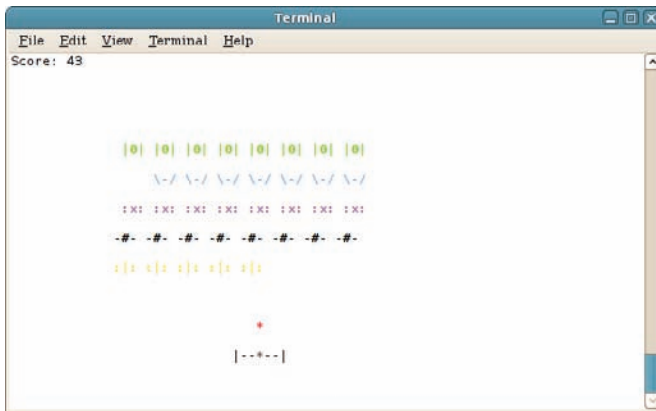 Terminal
File Edit View Terminal Help
Score: 43
|0| |0| |0| |0| |0| |0| |0| |0|
\-/ \-/ \-/ \-/ \-/ \-/ \-/
:x: :x: :x: :x: :x: :x: :x: :x:
-#- -#- -#- -#- -#- -#- -#- -#-
:|: :|: :|: :|: :|:
*
|--*--|